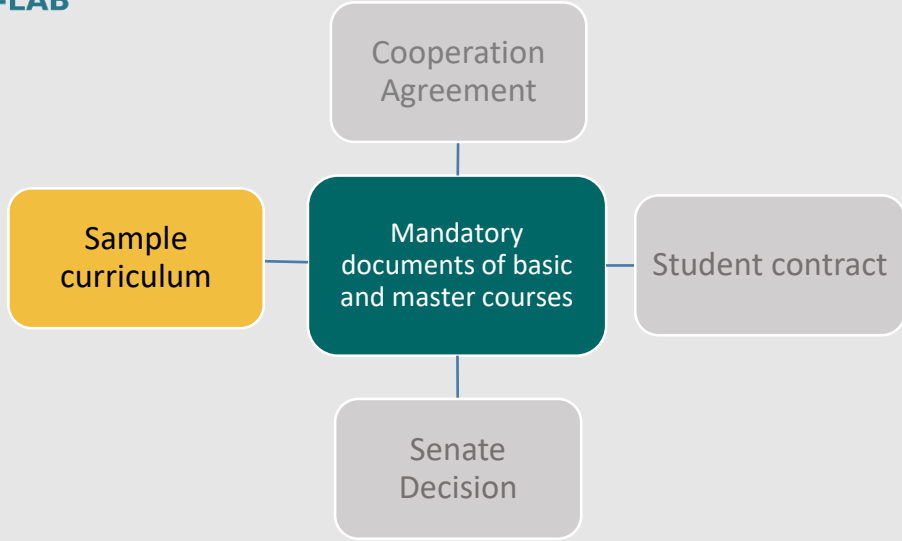 -LAB
Cooperation
Agreement
Sample
curriculum
Mandatory
documents of basic
and master courses
Student contract
Senate
Decision